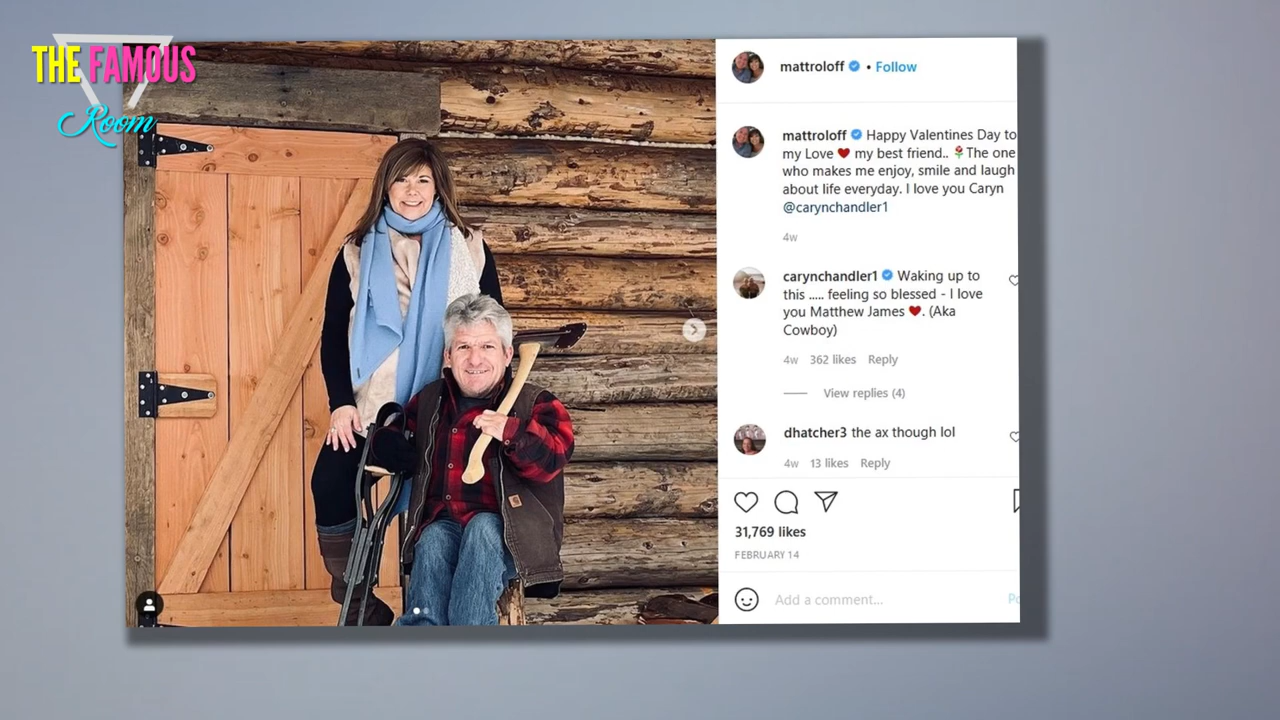 THE FAMOUS
Room
mattroloff • Follow
mattroloff Happy Valentines Day to
my Love ❤️ my best friend.. 🌹The one
who makes me enjoy, smile and laugh
about life everyday. I love you Caryn
@carynchandler1
4w
carynchandler1 Waking up to
this ..... feeling so blessed - I love
you Matthew James ❤️. (Aka
Cowboy)
4w 362 likes Reply
View replies (4)
dhatcher3 the ax though lol
4w 13 likes Reply
31,769 likes
FEBRUARY 14
Add a comment...